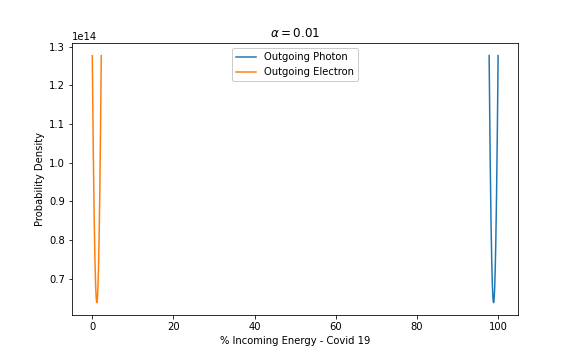 α = 0.01
1e14
Outgoing Photon
Outgoing Electron
1.3
1.2
1.1
1.0
0.9
0.8
0.7
Probability Density
0 20 40 60 80 100
% Incoming Energy - Covid 19